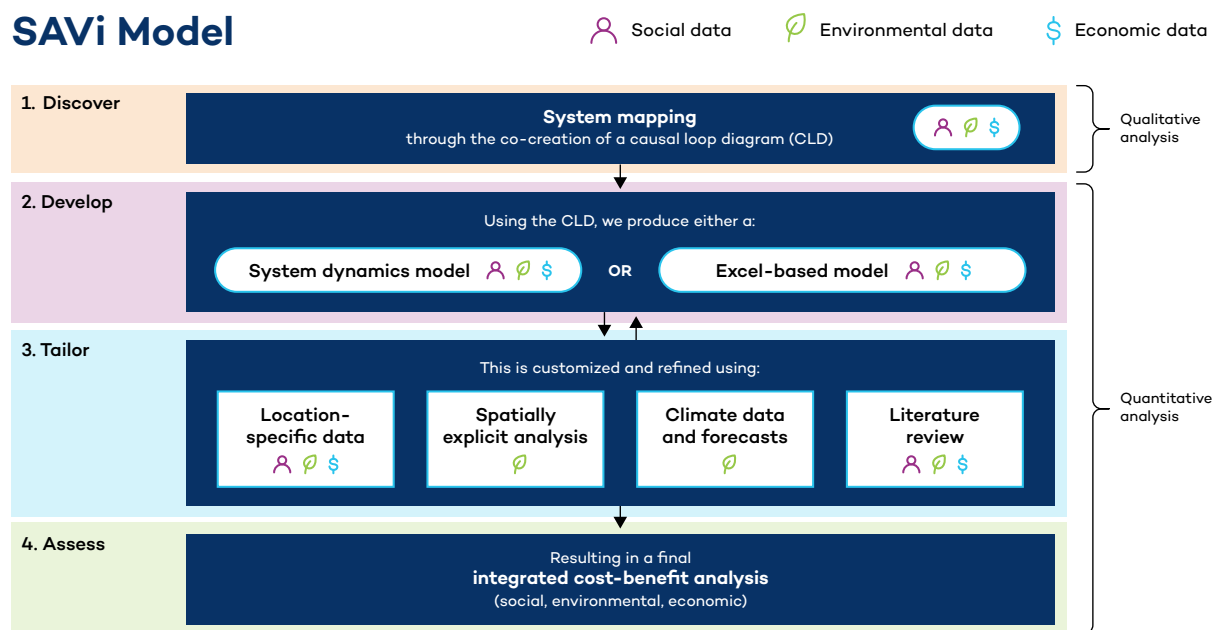 SAVi Model
Social data
Environmental data
$ Economic data
1. Discover
System mapping
through the co-creation of a causal loop diagram (CLD)
$
Qualitative
analysis
2. Develop
Using the CLD, we produce either a:
System dynamics model $
OR
Excel-based model $
3. Tailor
This is customized and refined using:
Location-
specific data
$
Spatially
explicit analysis
Climate data
and forecasts
Literature
review
$
Quantitative
analysis
4. Assess
Resulting in a final
integrated cost-benefit analysis
(social, environmental, economic)